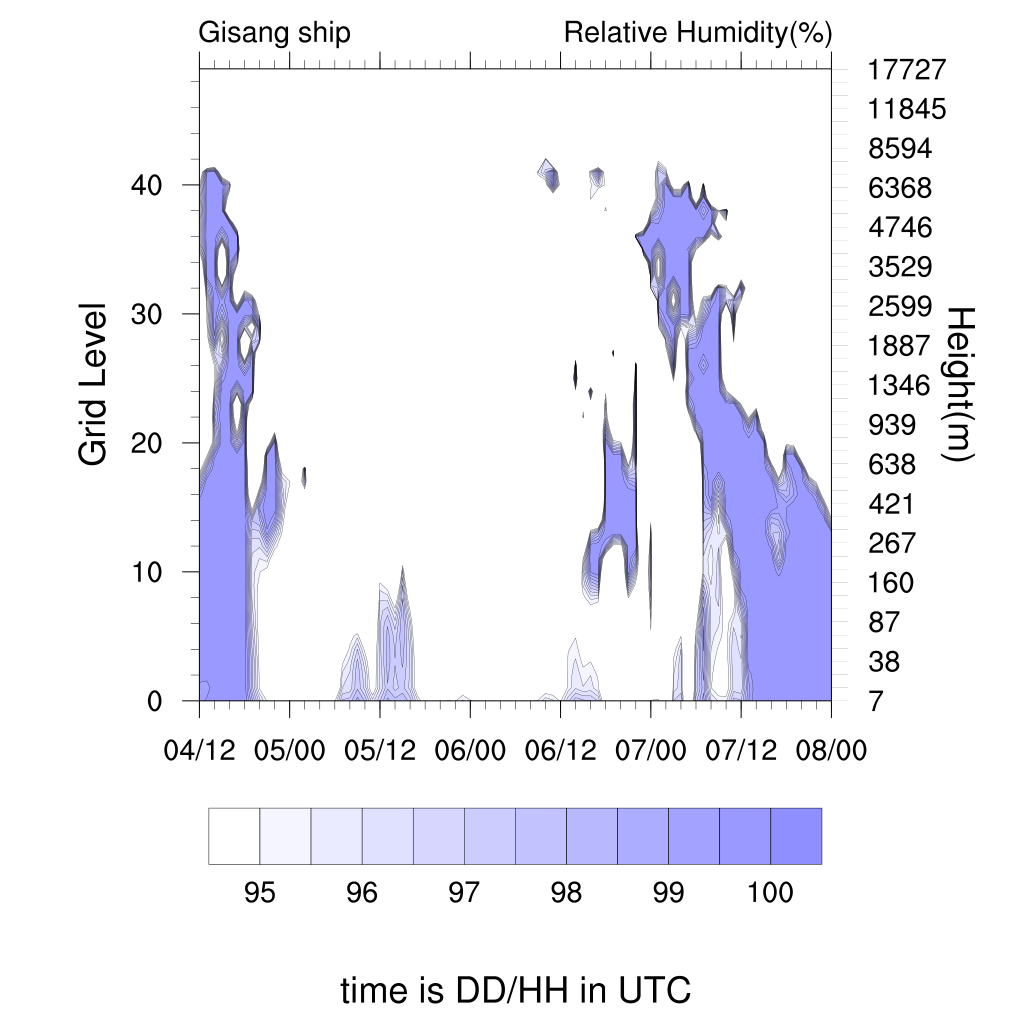 Gisang ship Relative Humidity(%)
17727
11845
8594
40 6368
4746
3529
30 2599
1887
1346
939
20 638
421
267
10 160
87
38
0 7
Grid Level
Height(m)
04/12 05/00 05/12 06/00 06/12 07/00 07/12 08/00
95 96 97 98 99 100
time is DD/HH in UTC